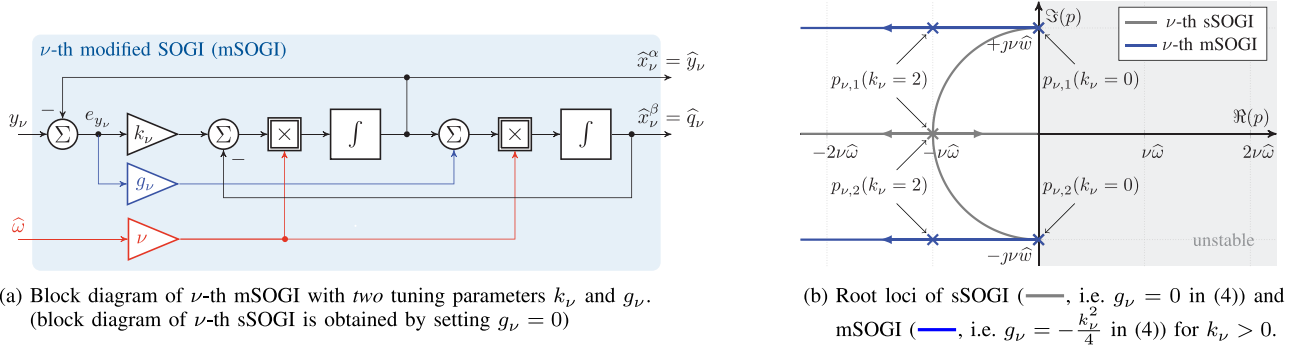 ν-th modified SOGI (mSOGI)
x̂_ν^α = ŷ_ν
y_ν
−
Σ
e_{y_ν}
k_ν
Σ
−
×
∫
Σ
×
∫
x̂_ν^β = q̂_ν
g_ν
ω̂
ν
(a) Block diagram of ν-th mSOGI with two tuning parameters k_ν and g_ν.
(block diagram of ν-th sSOGI is obtained by setting g_ν = 0)
ℑ(p)
ν-th sSOGI
ν-th mSOGI
+ȷνŵ
p_{ν,1}(k_ν = 2)
p_{ν,1}(k_ν = 0)
ℜ(p)
−2νω̂
−νω̂
νω̂
2νω̂
p_{ν,2}(k_ν = 2)
p_{ν,2}(k_ν = 0)
−ȷνŵ
unstable
(b) Root loci of sSOGI (——, i.e. g_ν = 0 in (4)) and
mSOGI (——, i.e. g_ν = −k_ν²/4 in (4)) for k_ν > 0.